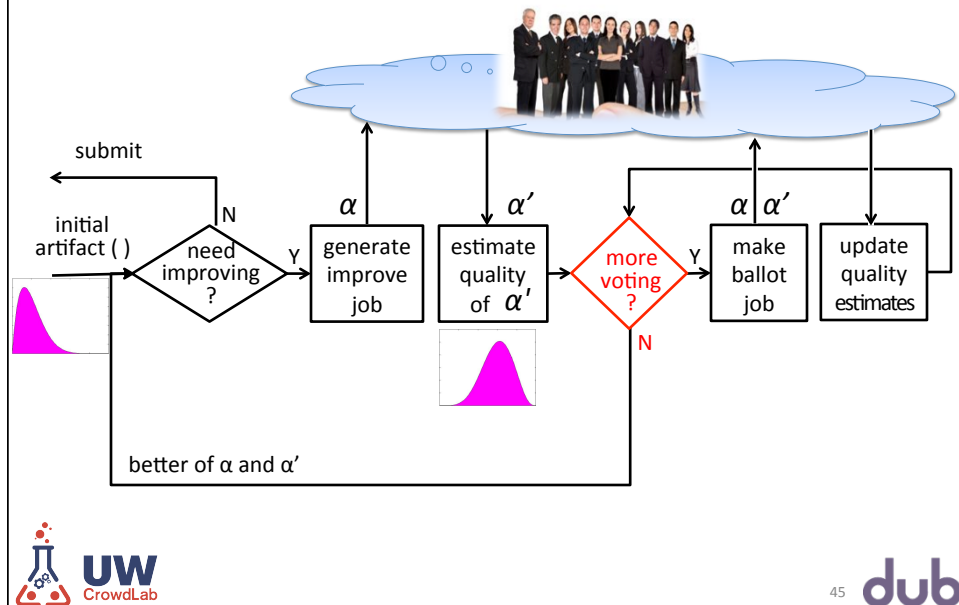 submit
N
initial
artifact ( )
need
improving
?
Y
generate
improve
job
α
α’
estimate
quality
of α'
more
voting
?
Y
N
α α’
make
ballot
job
update
quality
estimates
better of α and α’
UW
CrowdLab
45
dub